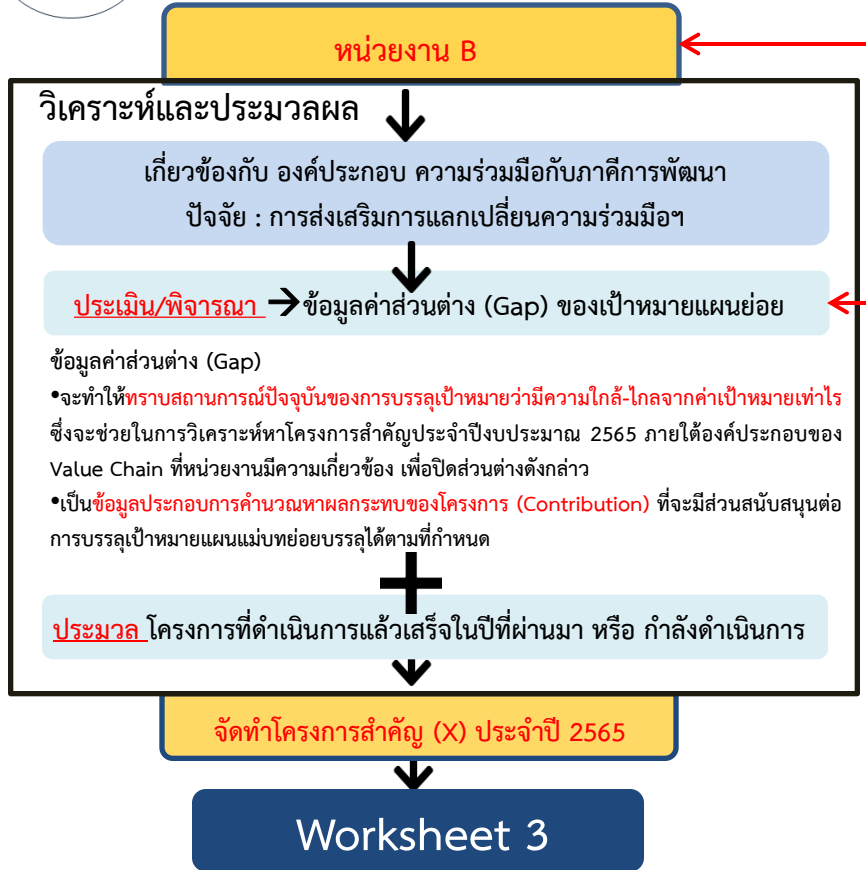 หน่วยงาน B
วิเคราะห์และประมวลผล
เกี่ยวข้องกับ องค์ประกอบ ความร่วมมือกับภาคีการพัฒนา
ปัจจัย : การส่งเสริมการแลกเปลี่ยนความร่วมมือฯ
ประเมิน/พิจารณา → ข้อมูลค่าส่วนต่าง (Gap) ของเป้าหมายแผนย่อย
ข้อมูลค่าส่วนต่าง (Gap)
•จะทำให้ทราบสถานการณ์ปัจจุบันของการบรรลุเป้าหมายว่ามีความใกล้-ไกลจากค่าเป้าหมายเท่าไร
ซึ่งจะช่วยในการวิเคราะห์หาโครงการสำคัญประจำปีงบประมาณ 2565 ภายใต้องค์ประกอบของ
Value Chain ที่หน่วยงานมีความเกี่ยวข้อง เพื่อปิดส่วนต่างดังกล่าว
•เป็นข้อมูลประกอบการคำนวณหาผลกระทบของโครงการ (Contribution) ที่จะมีส่วนสนับสนุนต่อ
การบรรลุเป้าหมายแผนแม่บทย่อยบรรลุได้ตามที่กำหนด
ประมวล โครงการที่ดำเนินการแล้วเสร็จในปีที่ผ่านมา หรือ กำลังดำเนินการ
จัดทำโครงการสำคัญ (X) ประจำปี 2565
Worksheet 3